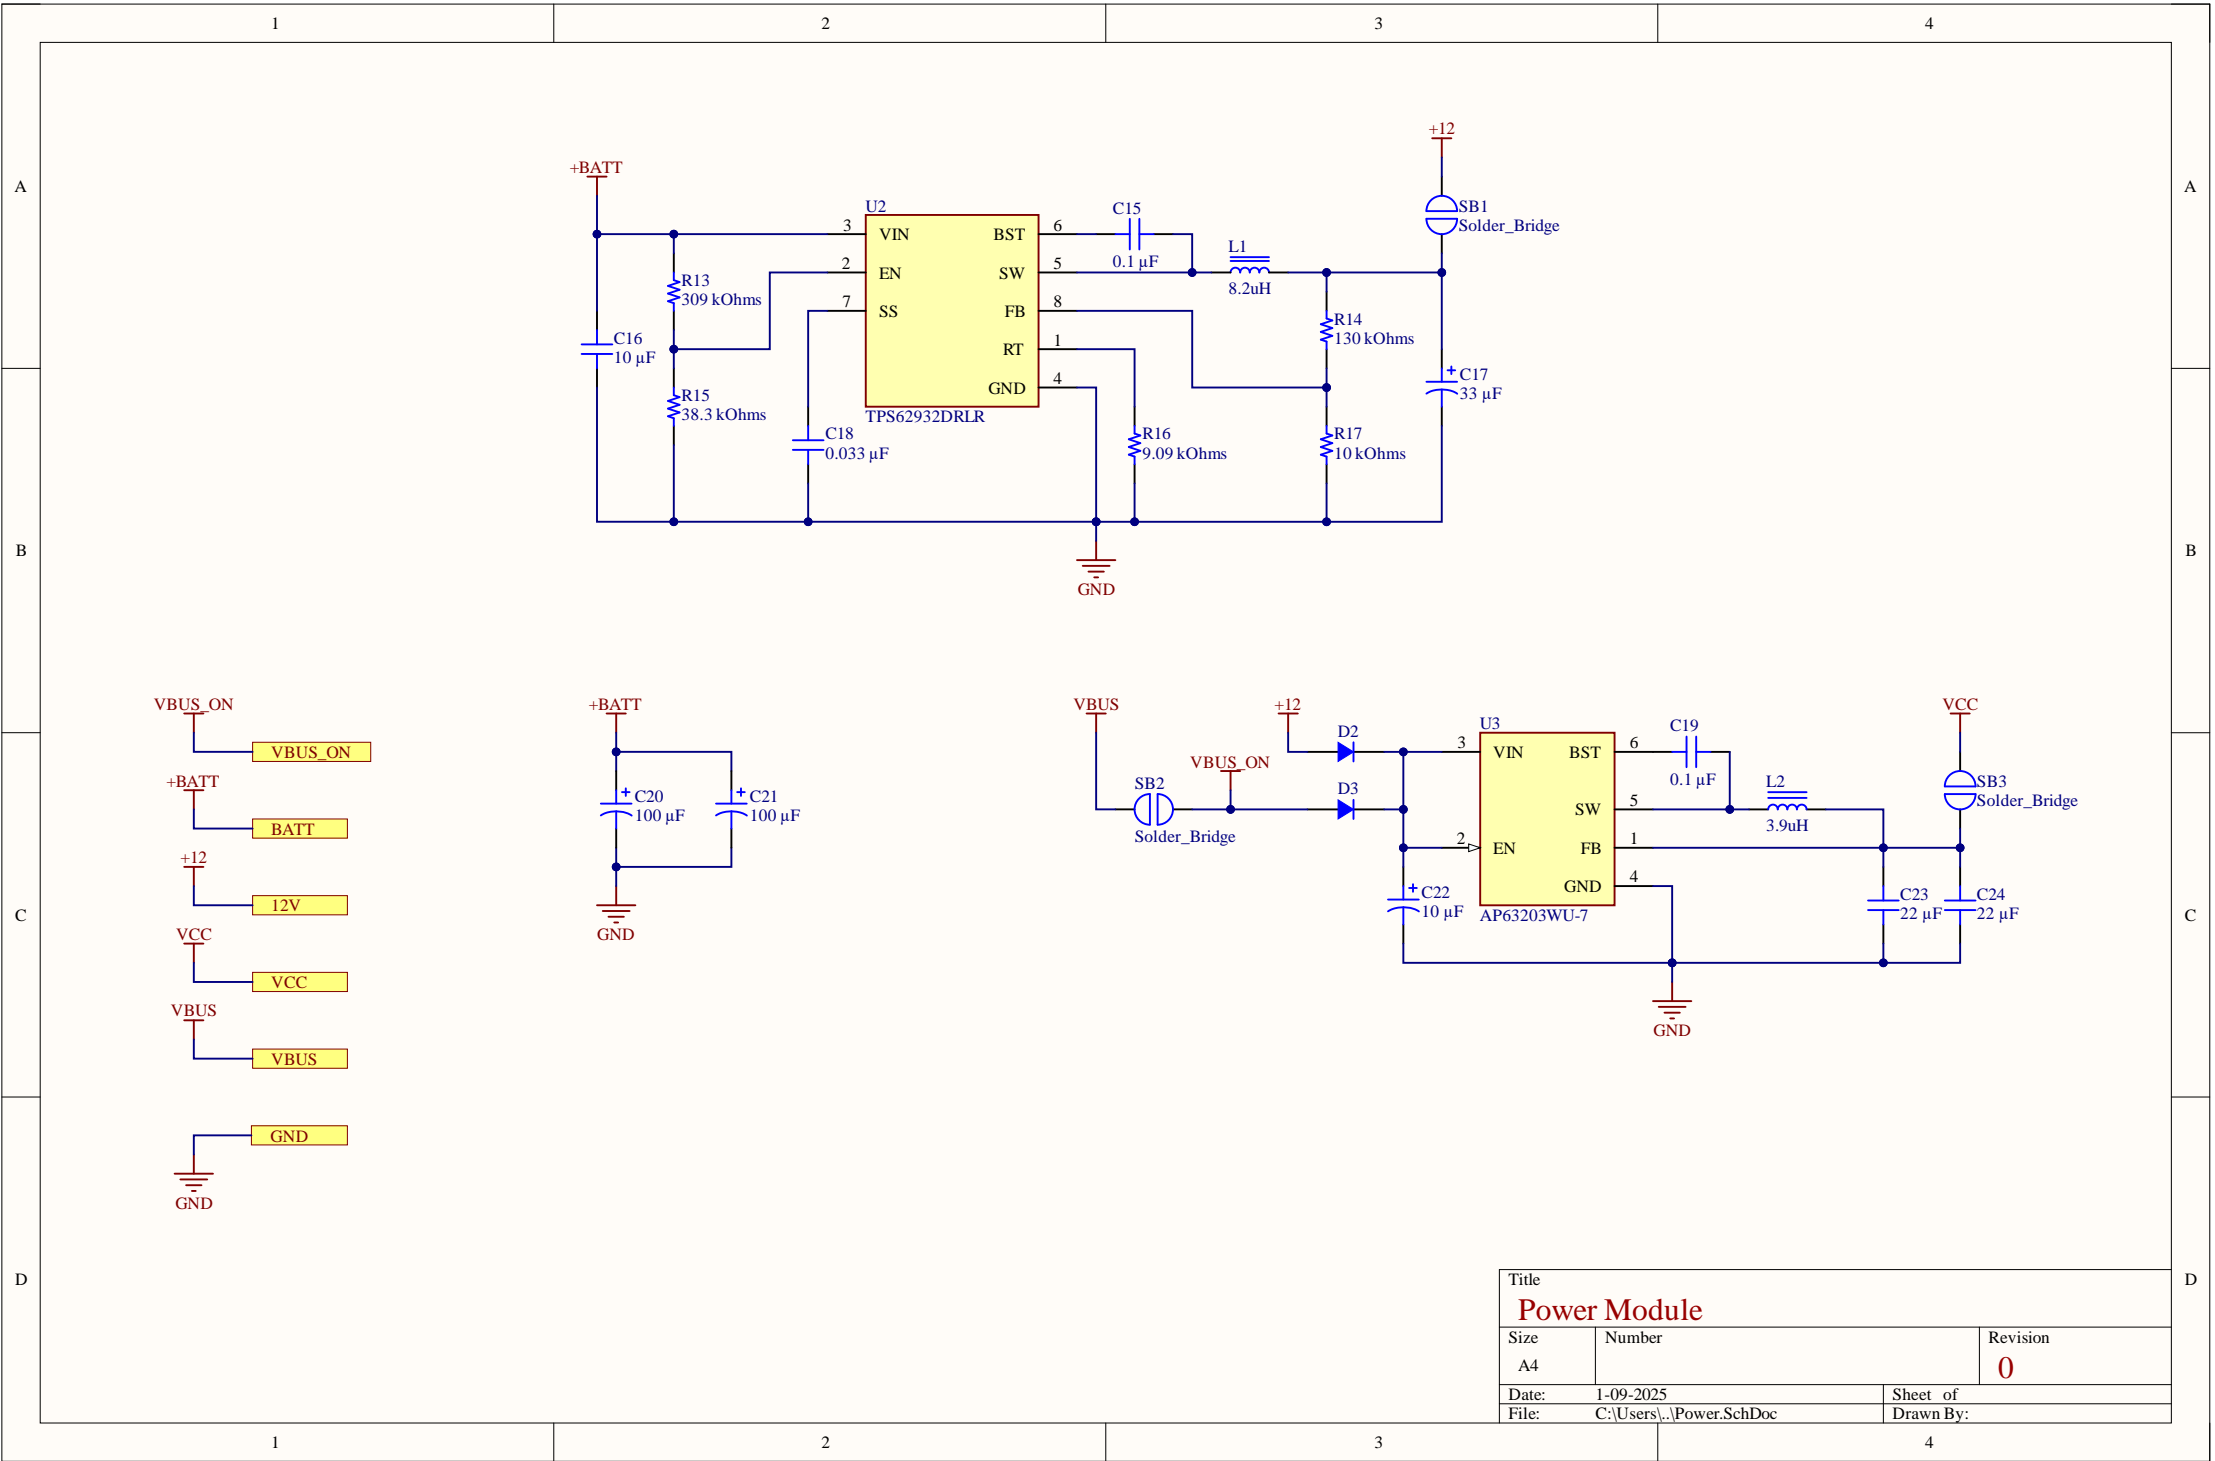 1
2
3
4
A
A
+12
+BATT
SB1
Solder_Bridge
U2
3
VIN
2
EN
7
SS
BST
6
SW
5
FB
8
RT
1
GND
4
TPS62932DRLR
C15
0.1 µF
L1
8.2uH
R13
309 kOhms
R14
130 kOhms
C16
10 µF
R15
38.3 kOhms
C17
33 µF
C18
0.033 µF
R16
9.09 kOhms
R17
10 kOhms
GND
B
B
VBUS_ON
VBUS_ON
+BATT
BATT
+12
12V
VCC
VCC
VBUS
VBUS
GND
GND
+BATT
C20
100 µF
C21
100 µF
GND
VBUS
SB2
Solder_Bridge
VBUS_ON
+12
D2
D3
U3
3
VIN
2
EN
BST
6
SW
5
FB
1
GND
4
AP63203WU-7
C19
0.1 µF
L2
3.9uH
VCC
SB3
Solder_Bridge
C22
10 µF
C23
22 µF
C24
22 µF
GND
C
C
D
D
Title
Power Module
Size
Number
Revision
A4
0
Date:
1-09-2025
Sheet of
File:
C:\Users\..\Power.SchDoc
Drawn By:
1
2
3
4